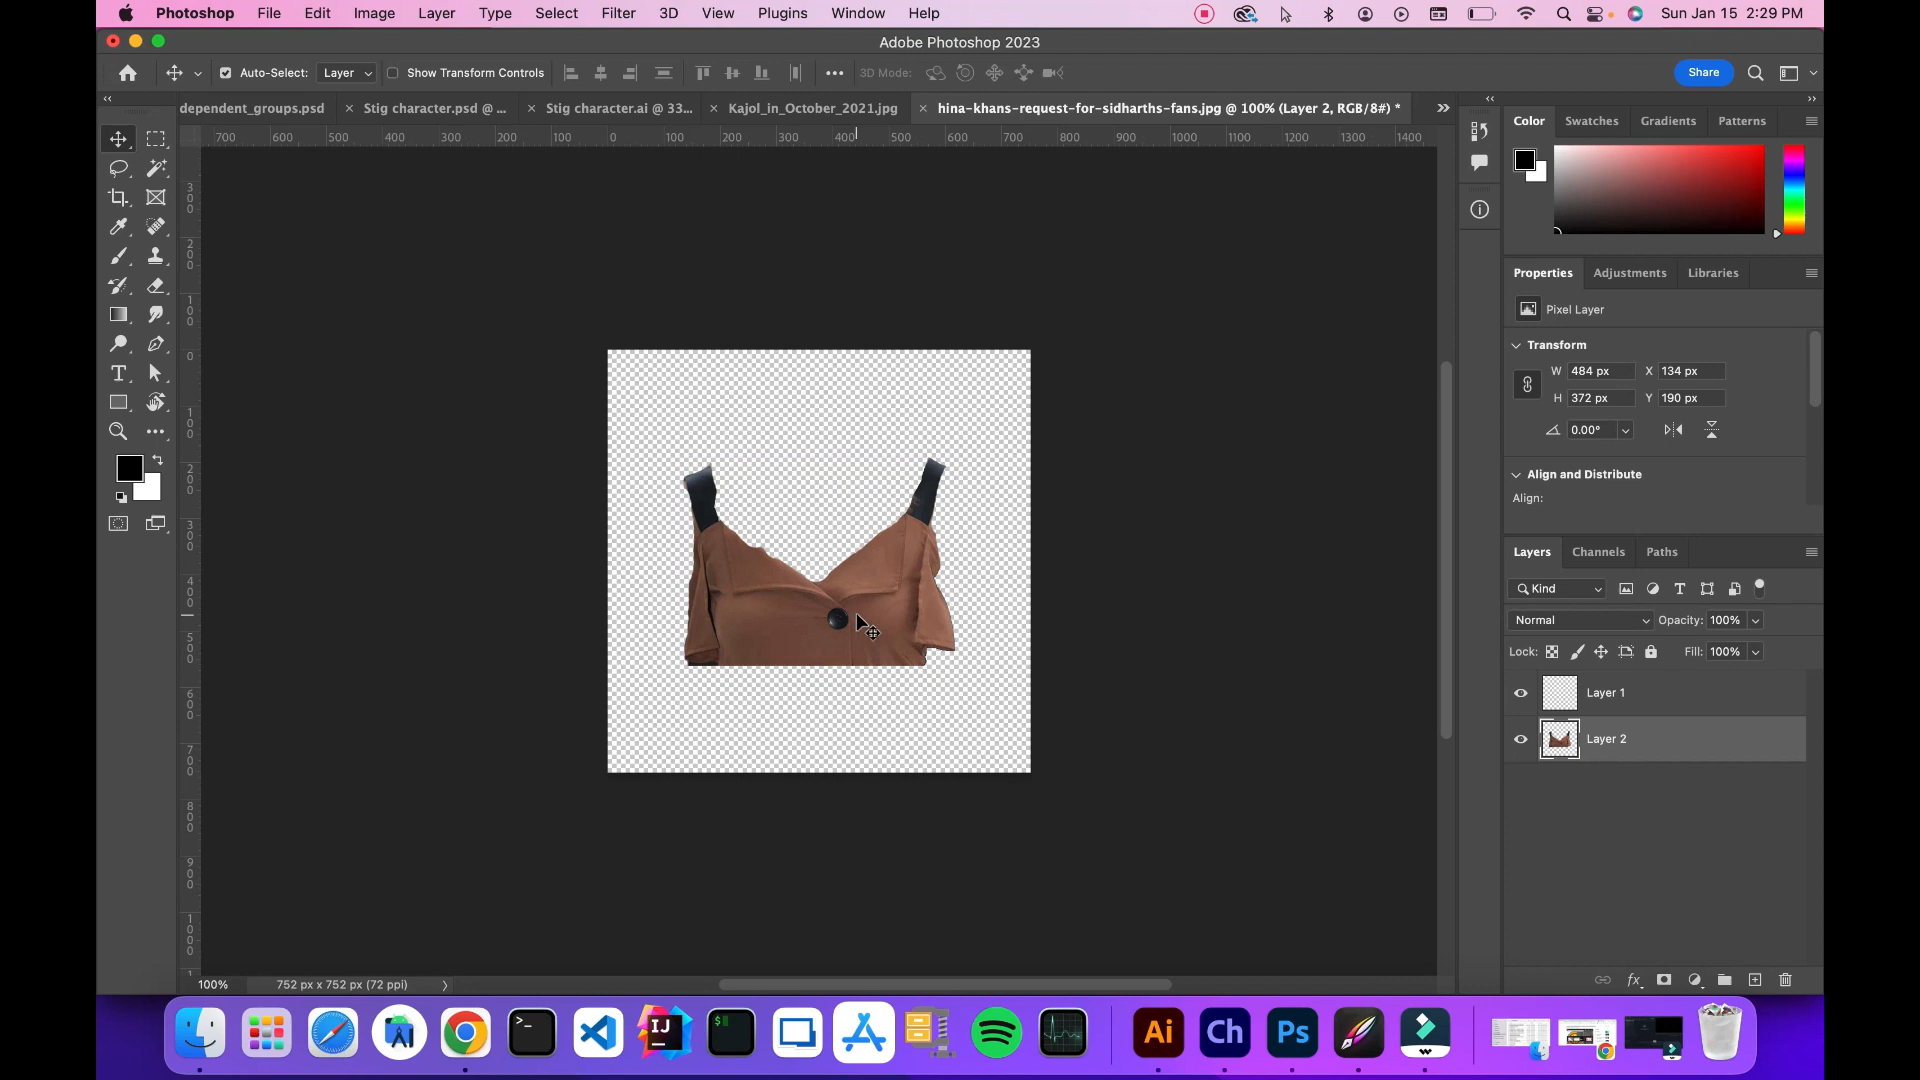 Photoshop File Edit Image Layer Type Select Filter 3D View Plugins Window Help Sun Jan 15 2:29 PM
Adobe Photoshop 2023
Auto-Select: Layer Show Transform Controls 3D Mode: Share
dependent_groups.psd Stig character.psd @ ... Stig character.ai @ 33... Kajol_in_October_2021.jpg hina-khans-request-for-sidharths-fans.jpg @ 100% (Layer 2, RGB/8#) *
700 600 500 400 300 200 100 0 100 200 300 400 500 600 700 800 900 1000 1100 1200 1300 1400
300
200
100
0
100
200
300
400
500
600
700
800
900
1000
Color Swatches Gradients Patterns
Properties Adjustments Libraries
Pixel Layer
Transform
W 484 px X 134 px
H 372 px Y 190 px
0.00°
Align and Distribute
Align:
Layers Channels Paths
Kind
Normal Opacity: 100%
Lock: Fill: 100%
Layer 1
Layer 2
fx
100% 752 px x 752 px (72 ppi)
IJ
Ai Ch Ps